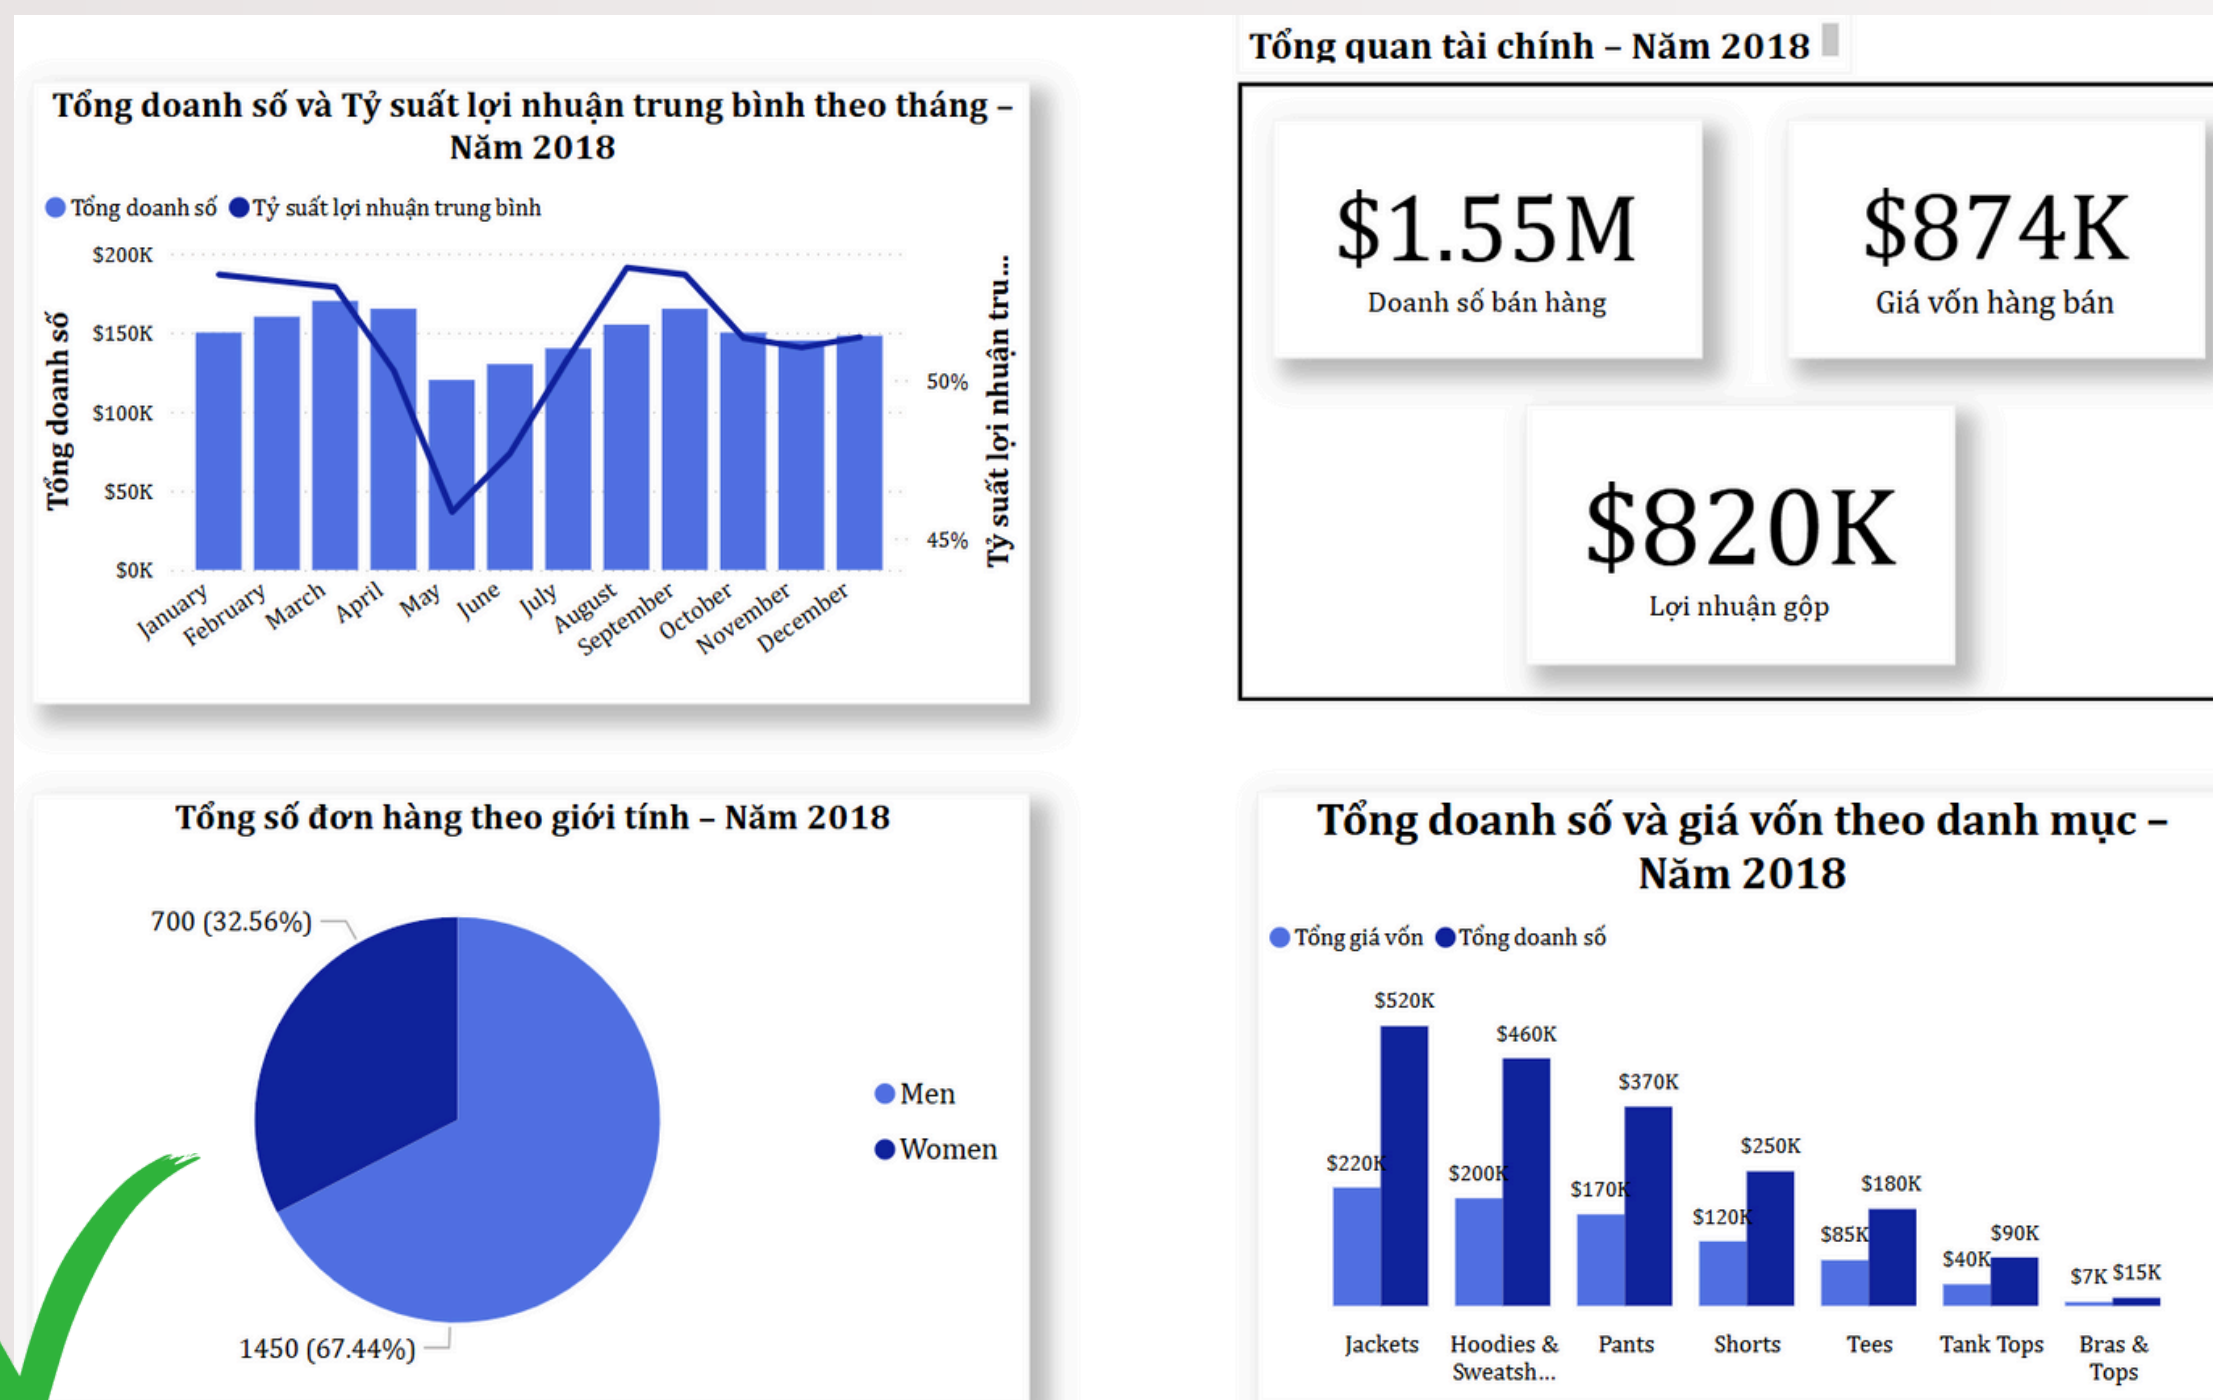 Tổng quan tài chính – Năm 2018
Tổng doanh số và Tỷ suất lợi nhuận trung bình theo tháng –
Năm 2018
Tổng doanh số
Tỷ suất lợi nhuận trung bình
$200K
$150K
$100K
$50K
$0K
50%
45%
Tổng doanh số
Tỷ suất lợi nhuận tru...
January
February
March
April
May
June
July
August
September
October
November
December
$1.55M
Doanh số bán hàng
$874K
Giá vốn hàng bán
$820K
Lợi nhuận gộp
Tổng số đơn hàng theo giới tính – Năm 2018
700 (32.56%)
1450 (67.44%)
Men
Women
Tổng doanh số và giá vốn theo danh mục –
Năm 2018
Tổng giá vốn
Tổng doanh số
$220K
$520K
$200K
$460K
$170K
$370K
$120K
$250K
$85K
$180K
$40K
$90K
$7K
$15K
Jackets
Hoodies &
Sweatsh...
Pants
Shorts
Tees
Tank Tops
Bras &
Tops